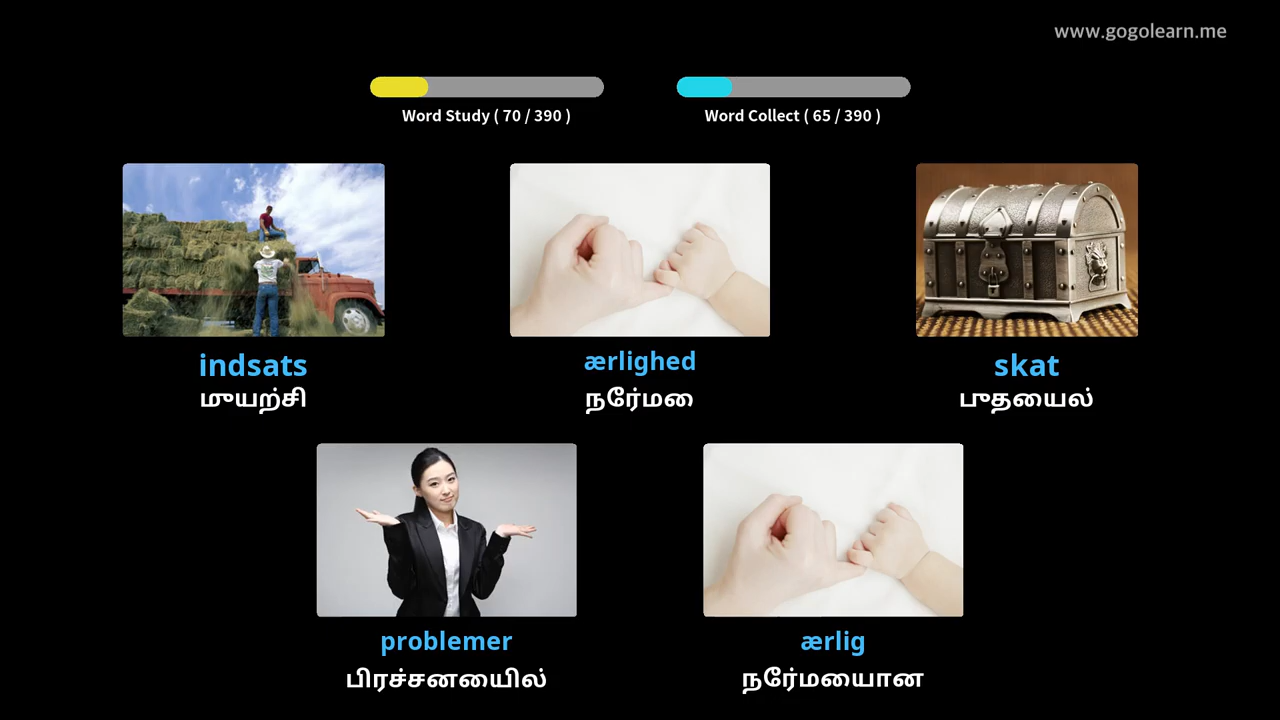 www.gogolearn.me
Word Study ( 70 / 390 )
Word Collect ( 65 / 390 )
indsats
முயற்சி
ærlighed
நேர்மை
skat
புதையல்
problemer
பிரச்சனையில்
ærlig
நேர்மையான